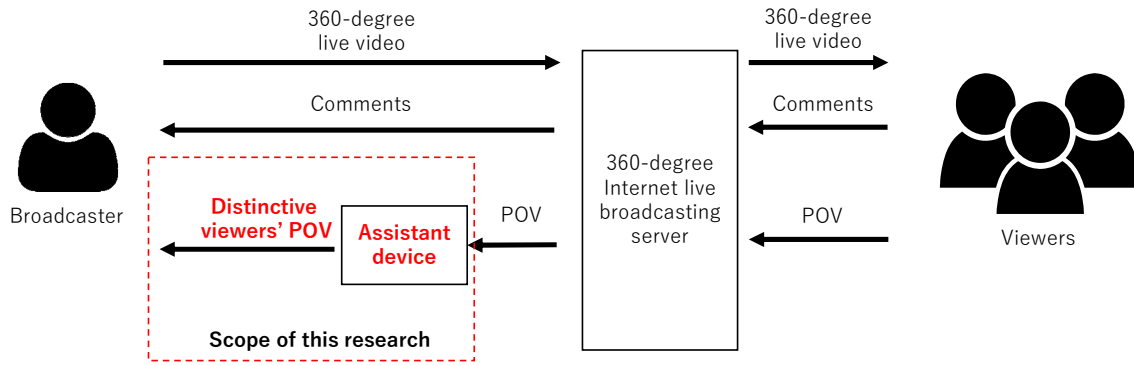 360-degree
live video
360-degree
live video
Comments
Comments
360-degree
Internet live
broadcasting
server
Broadcaster
Distinctive
viewers' POV
Assistant
device
POV
POV
Viewers
Scope of this research